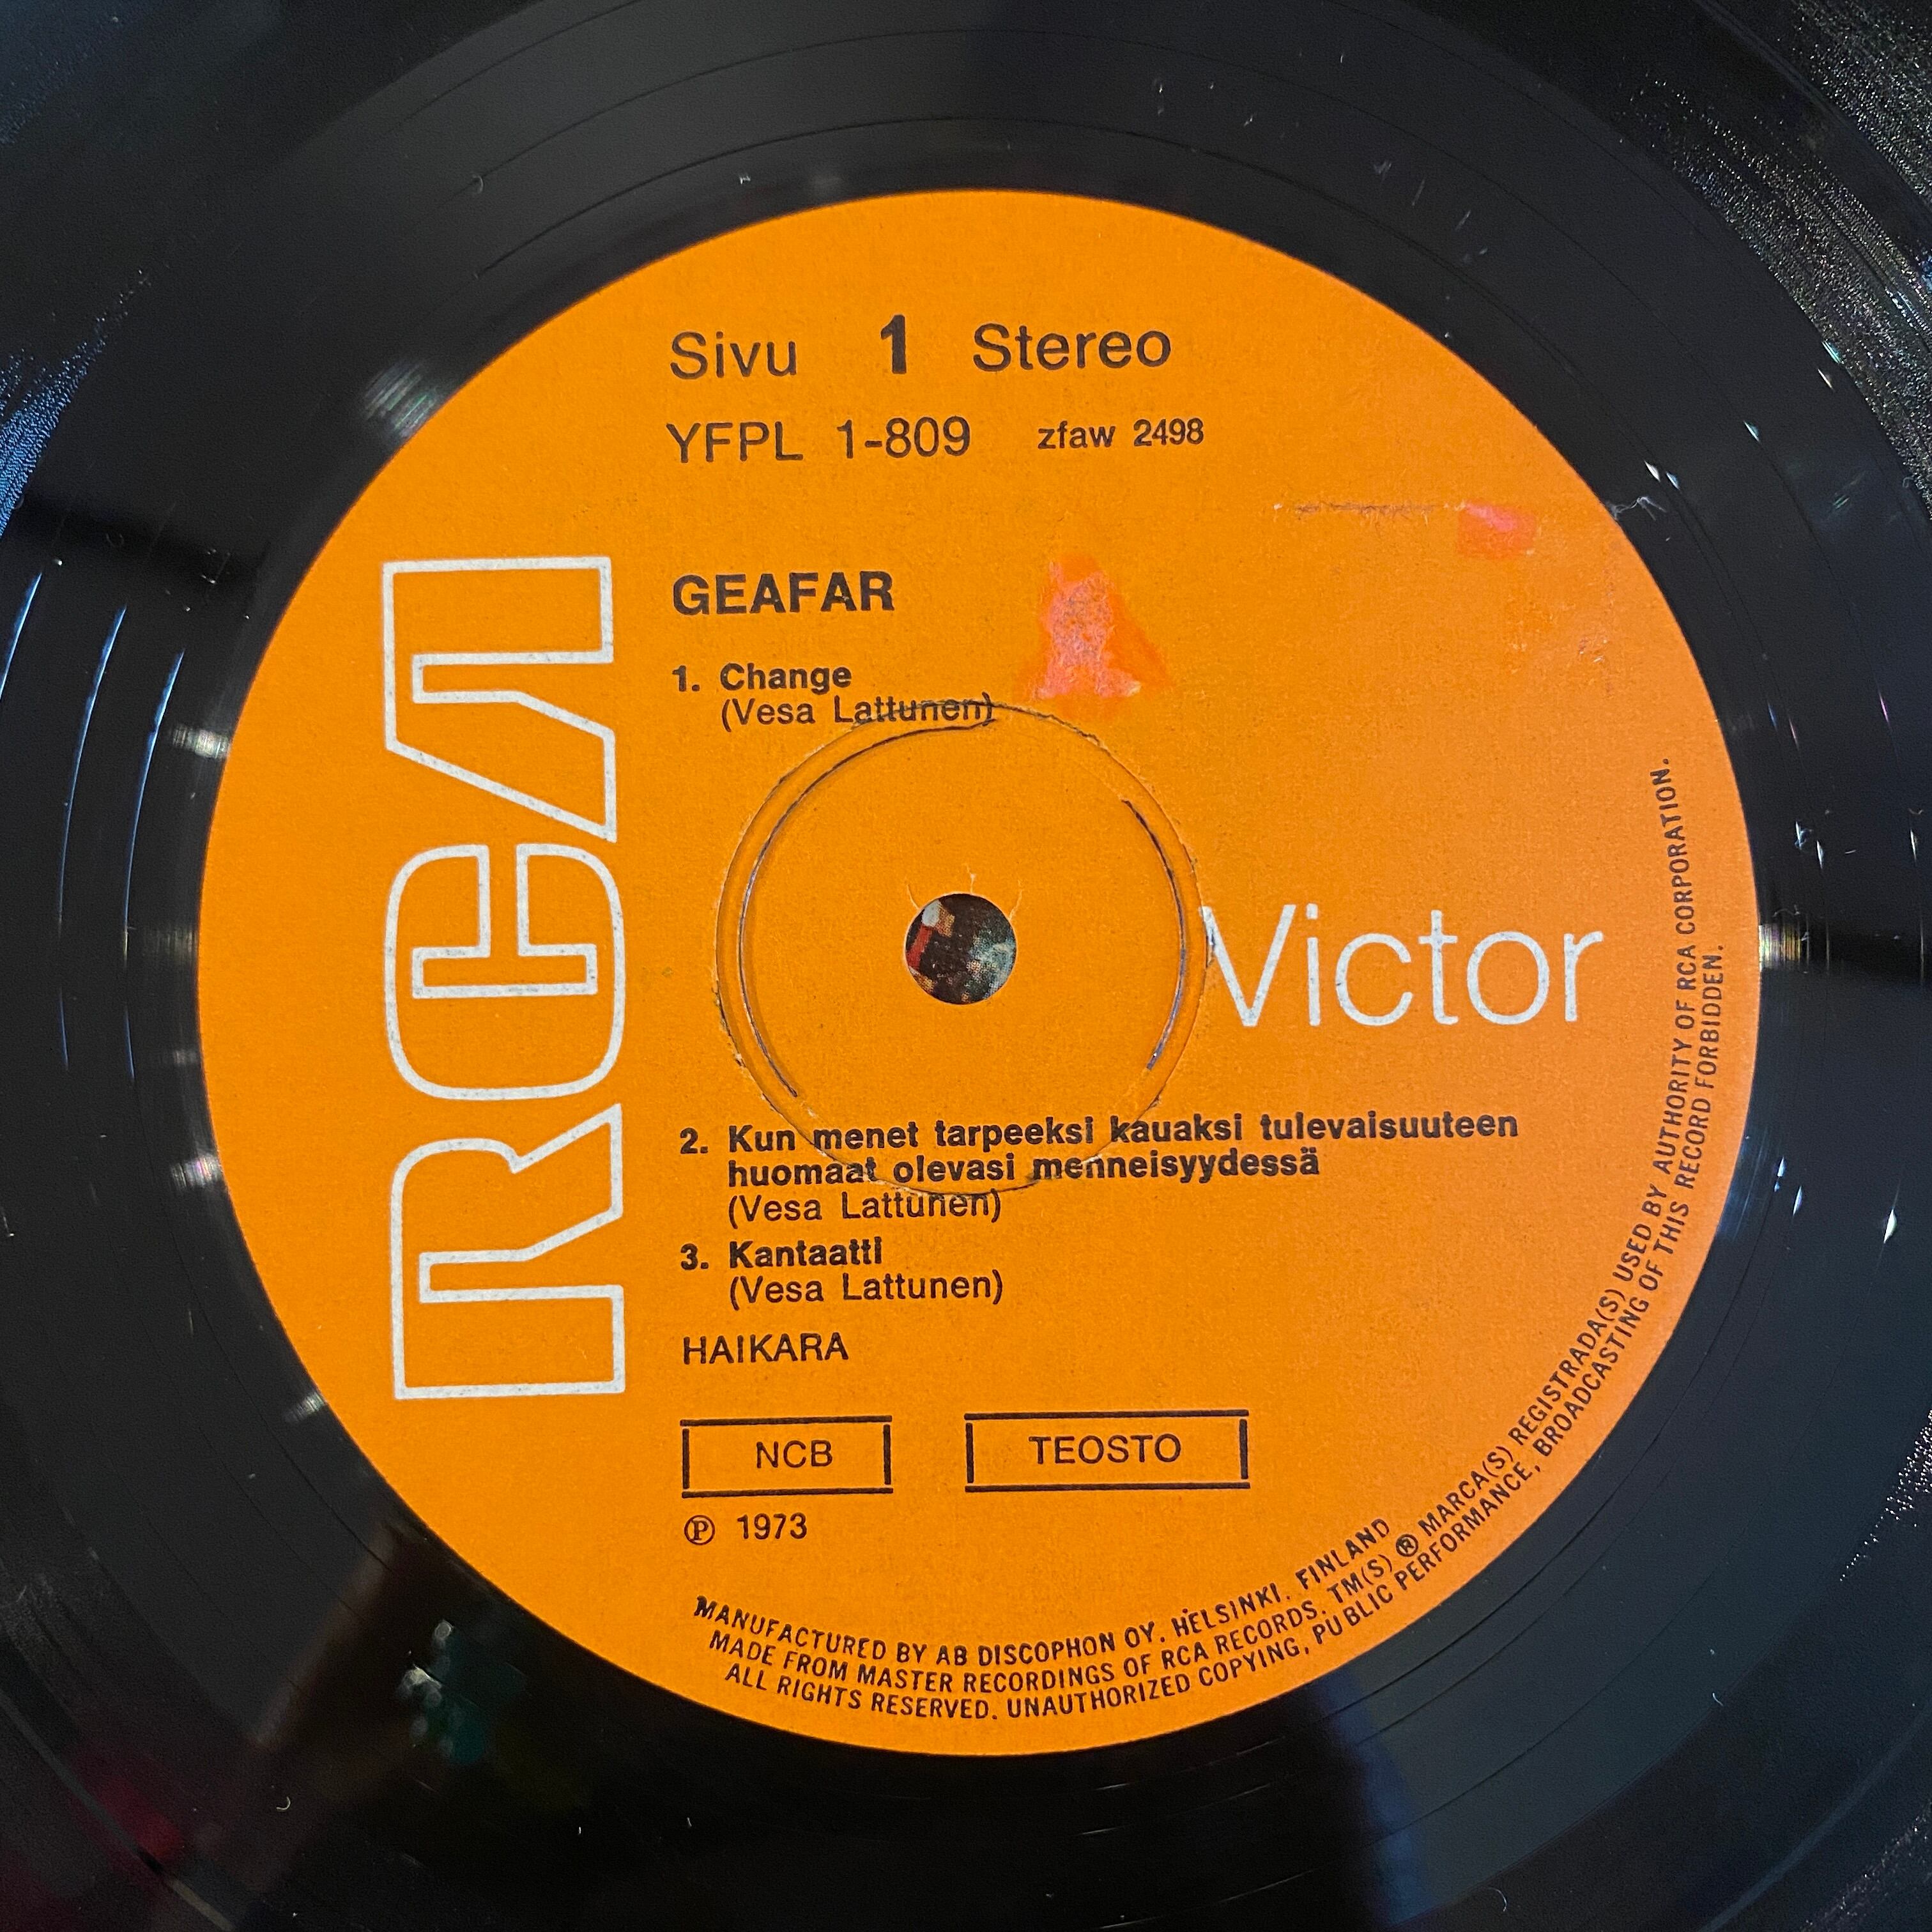 Sivu 1 Stereo
YFPL 1-809 zfaw 2498
GEAFAR
1. Change
(Vesa Lattunen)
RCA
Victor
2. Kun menet tarpeeksi kauaksi tulevaisuuteen
huomaat olevasi menneisyydessä
(Vesa Lattunen)
3. Kantaatti
(Vesa Lattunen)
HAIKARA
NCB TEOSTO
℗ 1973
MANUFACTURED BY AB DISCOPHON OY. HELSINKI. FINLAND
MADE FROM MASTER RECORDINGS OF RCA RECORDS. TM(S) ® MARCA(S) REGISTRADA(S) USED BY AUTHORITY OF RCA CORPORATION.
ALL RIGHTS RESERVED. UNAUTHORIZED COPYING, PUBLIC PERFORMANCE, BROADCASTING OF THIS RECORD FORBIDDEN.